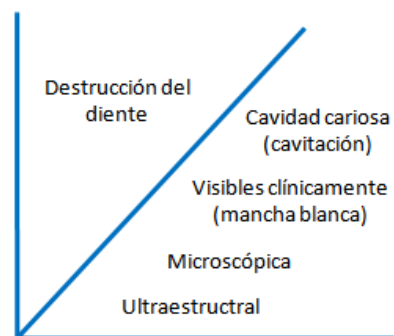 Destrucción del
diente
Cavidad cariosa
(cavitación)
Visibles clínicamente
(mancha blanca)
Microscópica
Ultraestructral